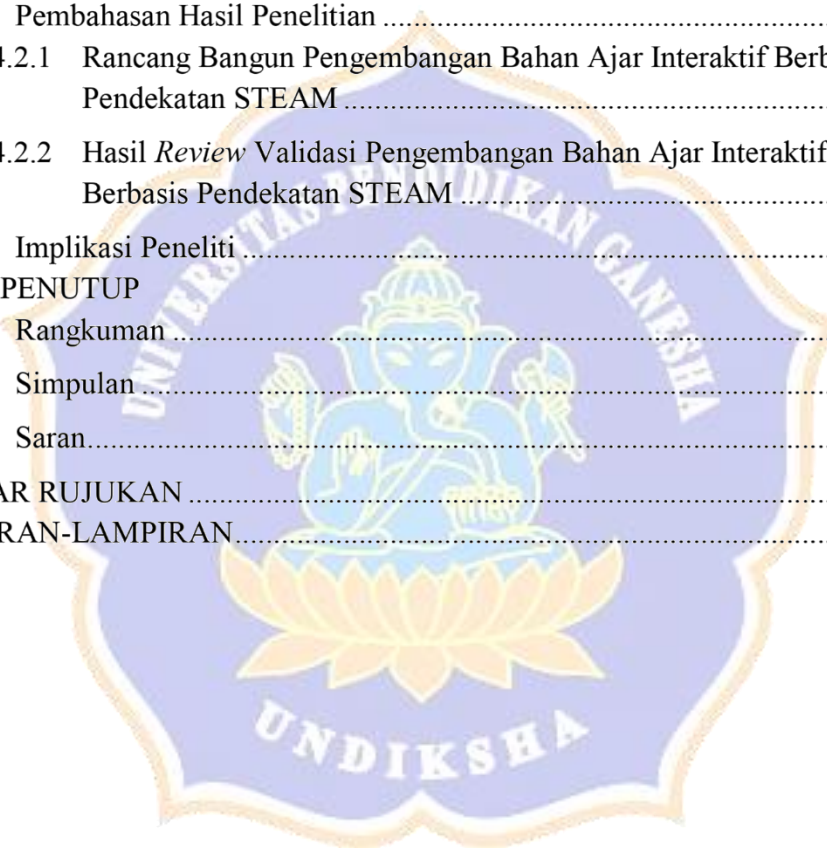 Pembahasan Hasil Penelitian ..........................................................
4.2.1 Rancang Bangun Pengembangan Bahan Ajar Interaktif Berb
Pendekatan STEAM ................................................................
4.2.2 Hasil Review Validasi Pengembangan Bahan Ajar Interaktif
Berbasis Pendekatan STEAM ................................................
Implikasi Peneliti ............................................................................
PENUTUP
Rangkuman ......................................................................................
Simpulan ..........................................................................................
Saran.................................................................................................
AR RUJUKAN ................................................................................
RAN-LAMPIRAN..........................................................................
UNIVERSITAS PENDIDIKAN GANESHA
UNDIKSHA